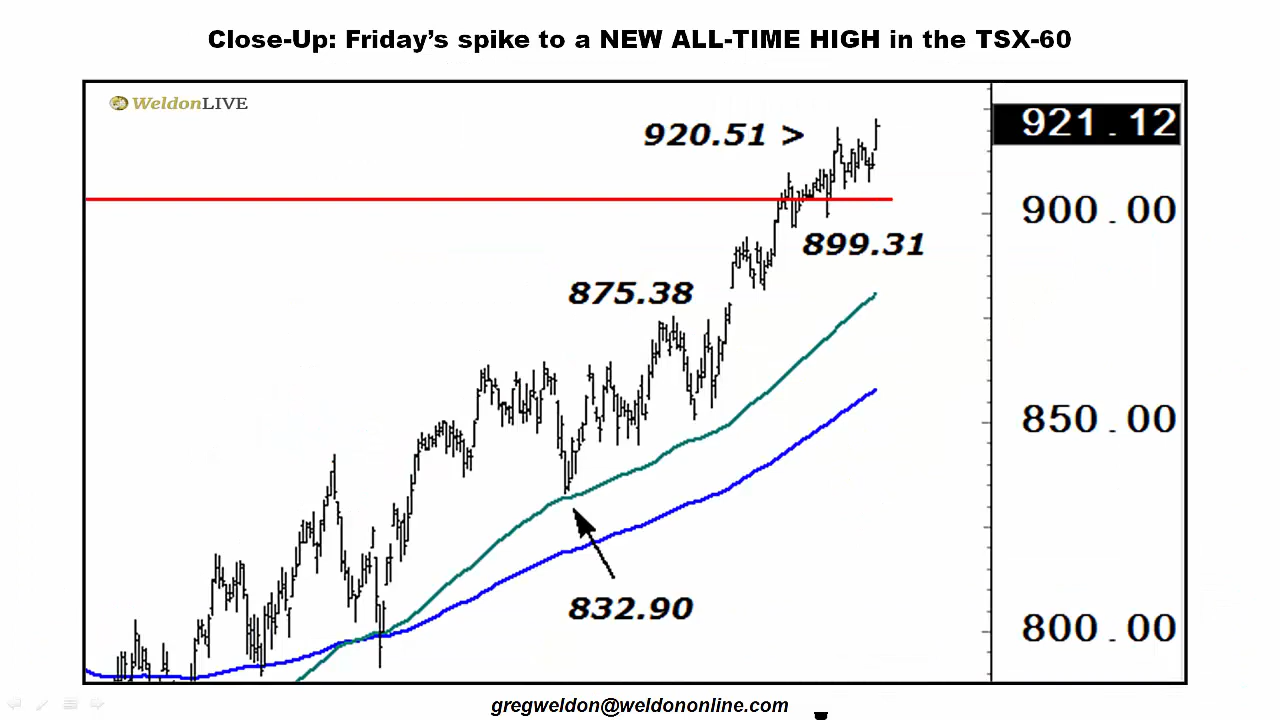 Close-Up: Friday's spike to a NEW ALL-TIME HIGH in the TSX-60
WeldonLIVE
920.51 >
921.12
900.00
899.31
875.38
850.00
832.90
800.00
gregweldon@weldononline.com